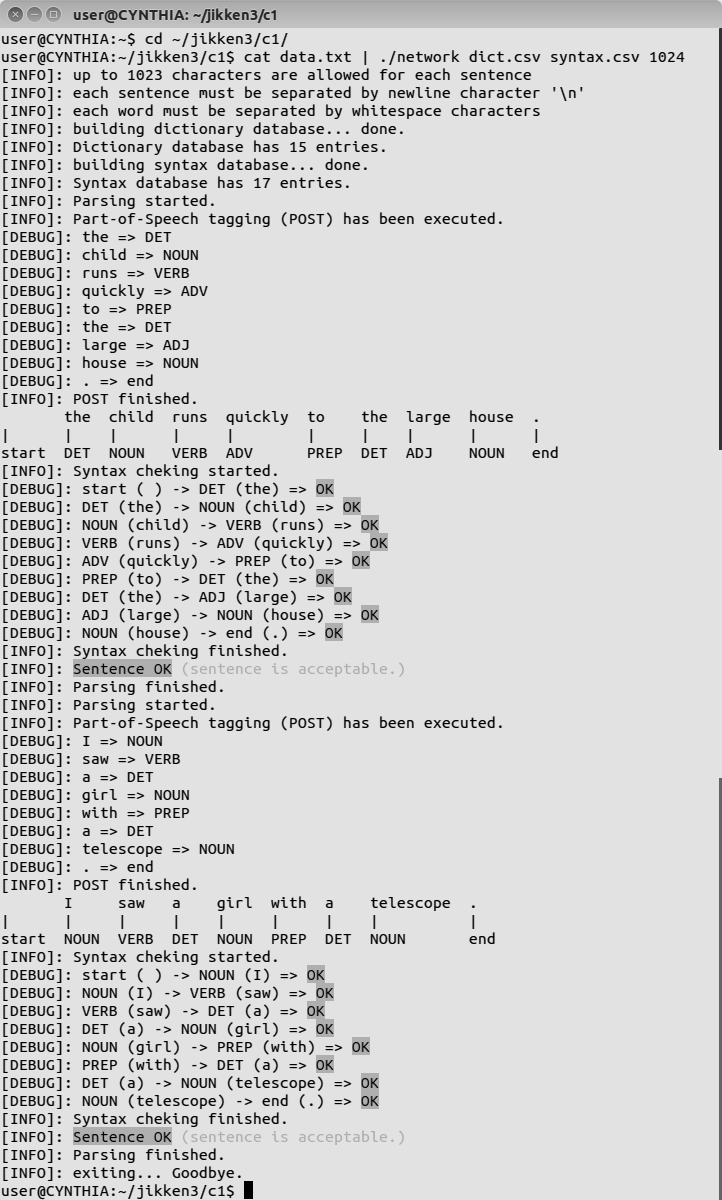 user@CYNTHIA: ~/jikken3/c1
user@CYNTHIA:~$ cd ~/jikken3/c1/
user@CYNTHIA:~/jikken3/c1$ cat data.txt | ./network dict.csv syntax.csv 1024
[INFO]: up to 1023 characters are allowed for each sentence
[INFO]: each sentence must be separated by newline character '\n'
[INFO]: each word must be separated by whitespace characters
[INFO]: building dictionary database... done.
[INFO]: Dictionary database has 15 entries.
[INFO]: building syntax database... done.
[INFO]: Syntax database has 17 entries.
[INFO]: Parsing started.
[INFO]: Part-of-Speech tagging (POST) has been executed.
[DEBUG]: the => DET
[DEBUG]: child => NOUN
[DEBUG]: runs => VERB
[DEBUG]: quickly => ADV
[DEBUG]: to => PREP
[DEBUG]: the => DET
[DEBUG]: large => ADJ
[DEBUG]: house => NOUN
[DEBUG]: . => end
[INFO]: POST finished.
       the  child  runs  quickly  to    the  large  house  .
|      |    |      |     |        |     |    |      |      |
start  DET  NOUN   VERB  ADV      PREP  DET  ADJ    NOUN   end
[INFO]: Syntax cheking started.
[DEBUG]: start ( ) -> DET (the) => OK
[DEBUG]: DET (the) -> NOUN (child) => OK
[DEBUG]: NOUN (child) -> VERB (runs) => OK
[DEBUG]: VERB (runs) -> ADV (quickly) => OK
[DEBUG]: ADV (quickly) -> PREP (to) => OK
[DEBUG]: PREP (to) -> DET (the) => OK
[DEBUG]: DET (the) -> ADJ (large) => OK
[DEBUG]: ADJ (large) -> NOUN (house) => OK
[DEBUG]: NOUN (house) -> end (.) => OK
[INFO]: Syntax cheking finished.
[INFO]: Sentence OK (sentence is acceptable.)
[INFO]: Parsing finished.
[INFO]: Parsing started.
[INFO]: Part-of-Speech tagging (POST) has been executed.
[DEBUG]: I => NOUN
[DEBUG]: saw => VERB
[DEBUG]: a => DET
[DEBUG]: girl => NOUN
[DEBUG]: with => PREP
[DEBUG]: a => DET
[DEBUG]: telescope => NOUN
[DEBUG]: . => end
[INFO]: POST finished.
       I     saw   a    girl  with  a    telescope  .
|      |     |     |    |     |     |    |          |
start  NOUN  VERB  DET  NOUN  PREP  DET  NOUN       end
[INFO]: Syntax cheking started.
[DEBUG]: start ( ) -> NOUN (I) => OK
[DEBUG]: NOUN (I) -> VERB (saw) => OK
[DEBUG]: VERB (saw) -> DET (a) => OK
[DEBUG]: DET (a) -> NOUN (girl) => OK
[DEBUG]: NOUN (girl) -> PREP (with) => OK
[DEBUG]: PREP (with) -> DET (a) => OK
[DEBUG]: DET (a) -> NOUN (telescope) => OK
[DEBUG]: NOUN (telescope) -> end (.) => OK
[INFO]: Syntax cheking finished.
[INFO]: Sentence OK (sentence is acceptable.)
[INFO]: Parsing finished.
[INFO]: exiting... Goodbye.
user@CYNTHIA:~/jikken3/c1$